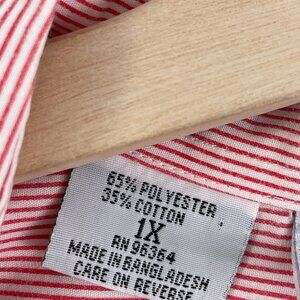 65% POLYESTER
35% COTTON
1X
RN 96364
MADE IN BANGLADESH
CARE ON REVERSE